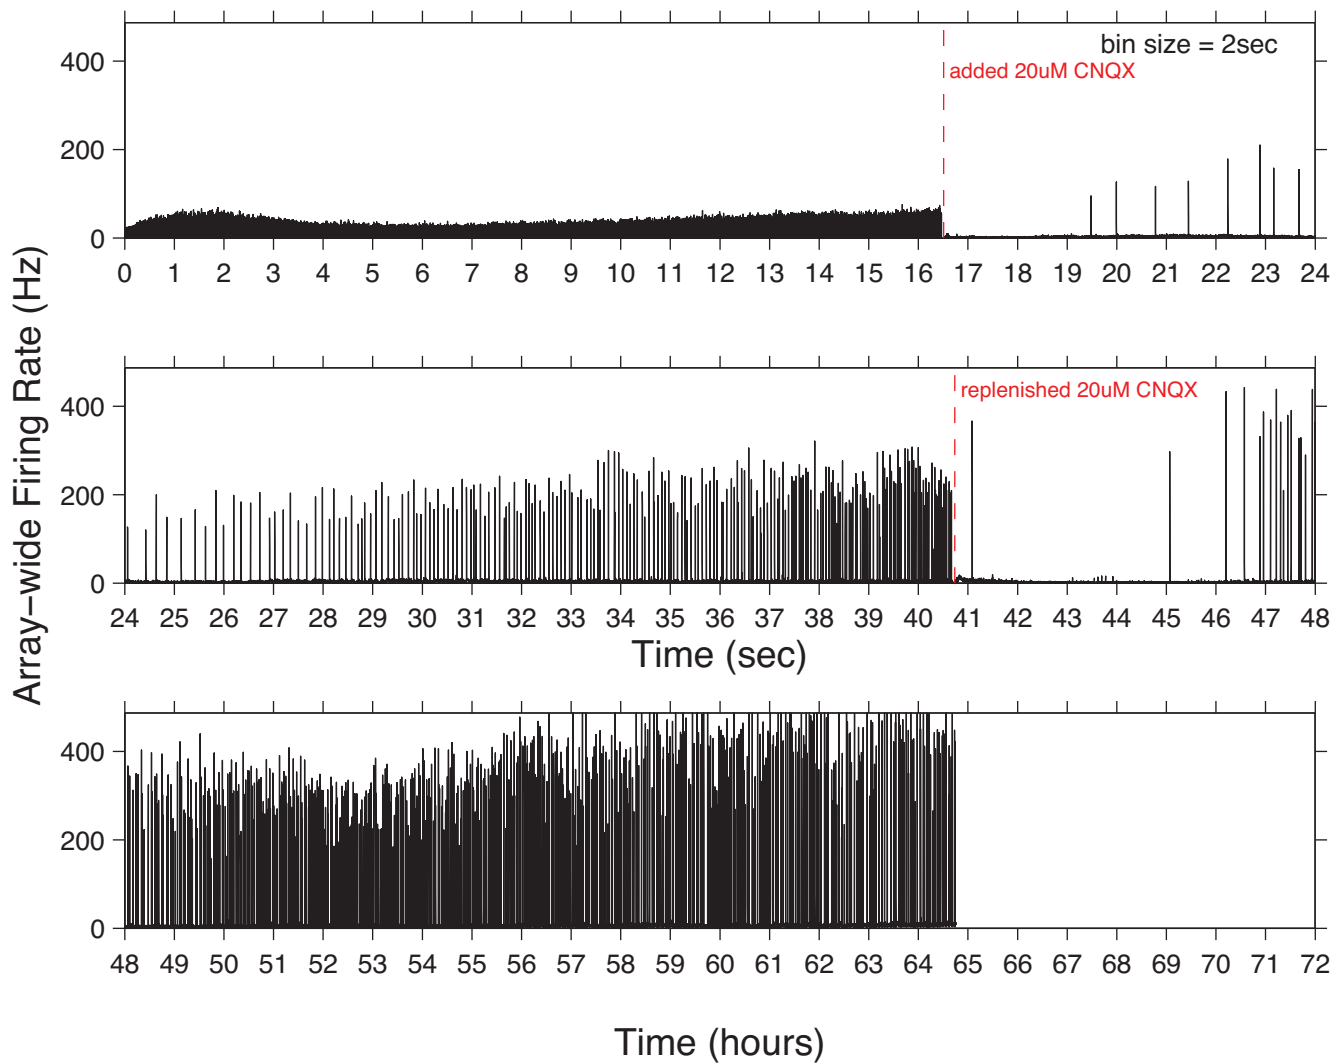 Array-wide Firing Rate (Hz)
bin size = 2sec
added 20uM CNQX
400
200
0
0 1 2 3 4 5 6 7 8 9 10 11 12 13 14 15 16 17 18 19 20 21 22 23 24
replenished 20uM CNQX
400
200
0
24 25 26 27 28 29 30 31 32 33 34 35 36 37 38 39 40 41 42 43 44 45 46 47 48
Time (sec)
400
200
0
48 49 50 51 52 53 54 55 56 57 58 59 60 61 62 63 64 65 66 67 68 69 70 71 72
Time (hours)